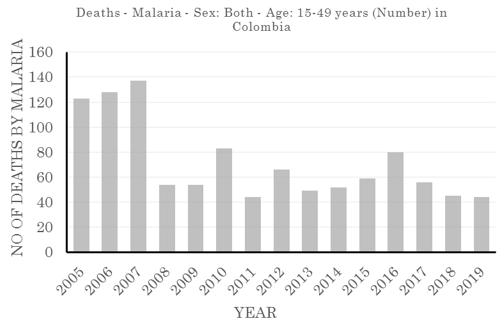 Deaths - Malaria - Sex: Both - Age: 15-49 years (Number) in
Colombia
NO OF DEATHS BY MALARIA
160
140
120
100
80
60
40
20
0
2005 2006 2007 2008 2009 2010 2011 2012 2013 2014 2015 2016 2017 2018 2019
YEAR